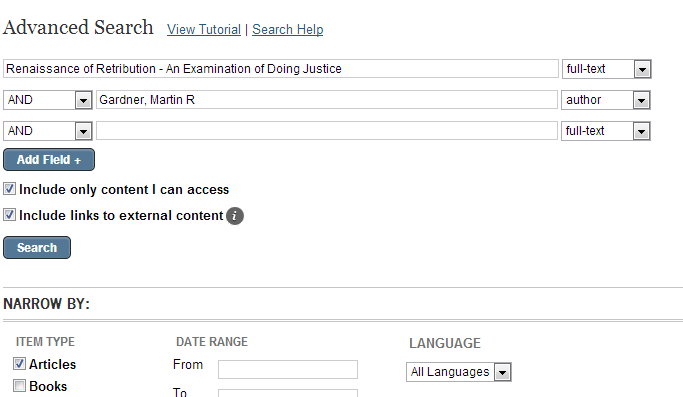 Advanced Search View Tutorial | Search Help
Renaissance of Retribution - An Examination of Doing Justice full-text
AND Gardner, Martin R author
AND full-text
Add Field +
Include only content I can access
Include links to external content i
Search
NARROW BY:
ITEM TYPE DATE RANGE LANGUAGE
Articles From All Languages
Books To